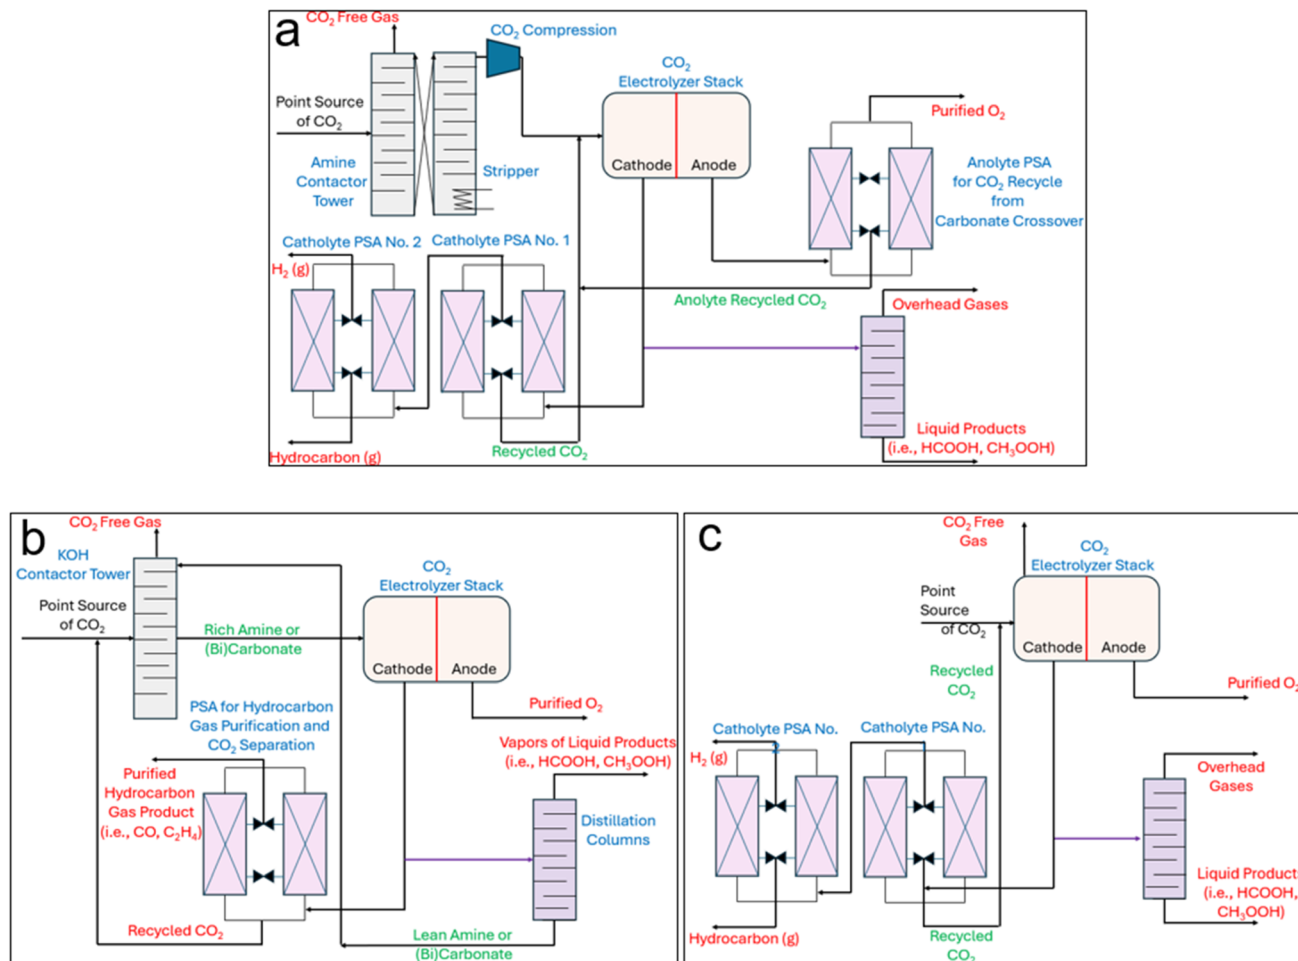 a
CO₂ Free Gas
CO₂ Compression
CO₂
Electrolyzer Stack
Point Source
of CO₂
Purified O₂
Cathode
Anode
Amine
Contactor
Tower
Stripper
Anolyte PSA
for CO₂ Recycle
from
Carbonate Crossover
Catholyte PSA No. 2
Catholyte PSA No. 1
H₂ (g)
Anolyte Recycled CO₂
Overhead Gases
Liquid Products
(i.e., HCOOH, CH₃OOH)
Hydrocarbon (g)
Recycled CO₂
b
CO₂ Free Gas
KOH
Contactor Tower
CO₂
Electrolyzer Stack
Point Source
of CO₂
Rich Amine or
(Bi)Carbonate
Cathode
Anode
Purified O₂
PSA for Hydrocarbon
Gas Purification and
CO₂ Separation
Vapors of Liquid Products
(i.e., HCOOH, CH₃OOH)
Purified
Hydrocarbon
Gas Product
(i.e., CO, C₂H₄)
Distillation
Columns
Recycled CO₂
Lean Amine or
(Bi)Carbonate
c
CO₂ Free
Gas
CO₂
Electrolyzer Stack
Point
Source
of CO₂
Cathode
Anode
Recycled
CO₂
Purified O₂
Catholyte PSA No.
2
Catholyte PSA No.
H₂ (g)
Overhead
Gases
Liquid Products
(i.e., HCOOH,
CH₃OOH)
Hydrocarbon (g)
Recycled
CO₂